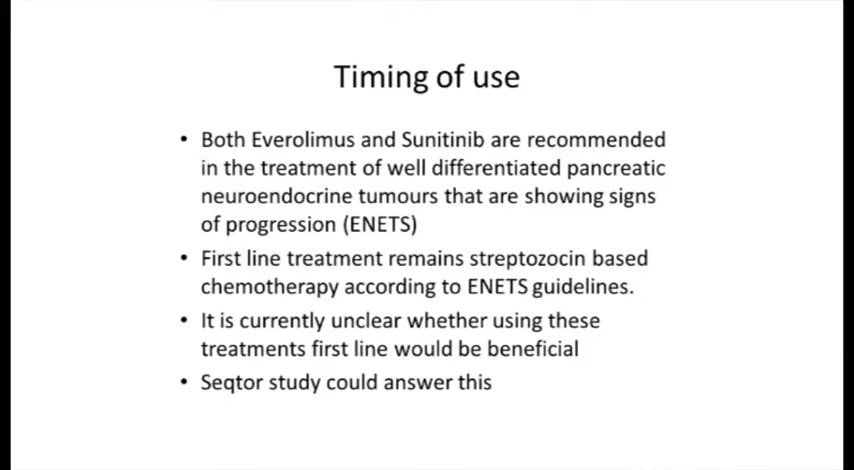 Timing of use
• Both Everolimus and Sunitinib are recommended
in the treatment of well differentiated pancreatic
neuroendocrine tumours that are showing signs
of progression (ENETS)
• First line treatment remains streptozocin based
chemotherapy according to ENETS guidelines.
• It is currently unclear whether using these
treatments first line would be beneficial
• Seqtor study could answer this